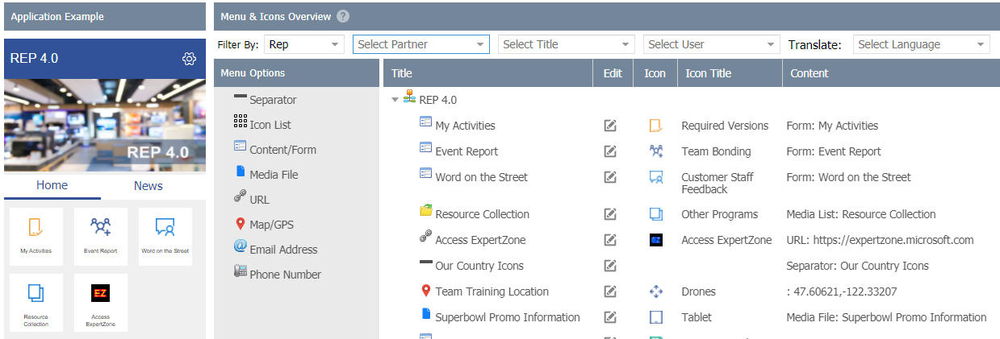 Application Example
REP 4.0
REP 4.0
Home News
My Activities Event Report Word on the Street
EZ
Resource Access
Collection ExpertZone
Menu & Icons Overview ?
Filter By: Rep Select Partner Select Title Select User Translate: Select Language
Menu Options
Separator
Icon List
Content/Form
Media File
URL
Map/GPS
Email Address
Phone Number
Title Edit Icon Icon Title Content
REP 4.0
My Activities Required Versions Form: My Activities
Event Report Team Bonding Form: Event Report
Word on the Street Customer Staff Form: Word on the Street
Feedback
Resource Collection Other Programs Media List: Resource Collection
Access ExpertZone EZ Access ExpertZone URL: https://expertzone.microsoft.com
Our Country Icons Separator: Our Country Icons
Team Training Location Drones : 47.60621,-122.33207
Superbowl Promo Information Tablet Media File: Superbowl Promo Information